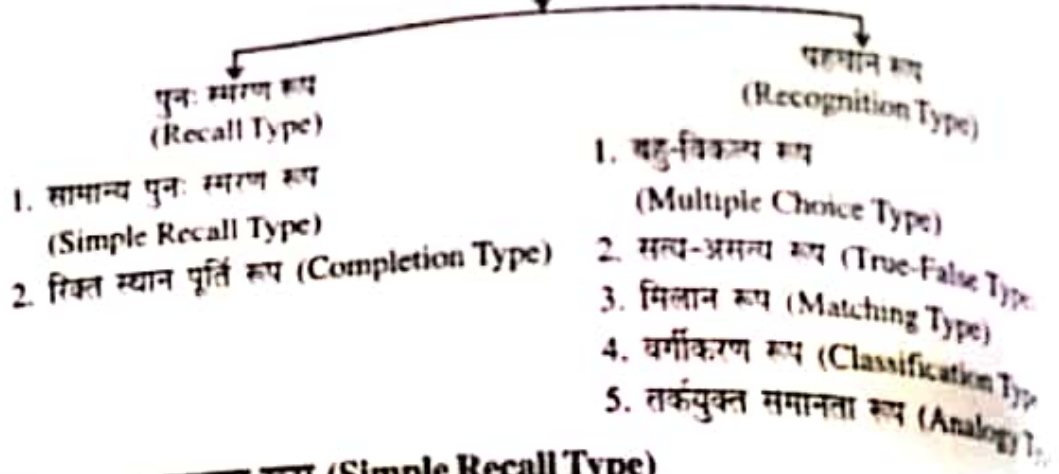 पुनः स्मरण रूप
(Recall Type)
1. सामान्य पुनः स्मरण रूप
(Simple Recall Type)
2. रिक्त स्थान पूर्ति रूप (Completion Type)
पहचान रूप
(Recognition Type)
1. बहु-विकल्प रूप
(Multiple Choice Type)
2. सत्य-असत्य रूप (True-False Type
3. मिलान रूप (Matching Type)
4. वर्गीकरण रूप (Classification Type
5. तर्कयुक्त समानता रूप (Analogy
(Simple Recall Type)